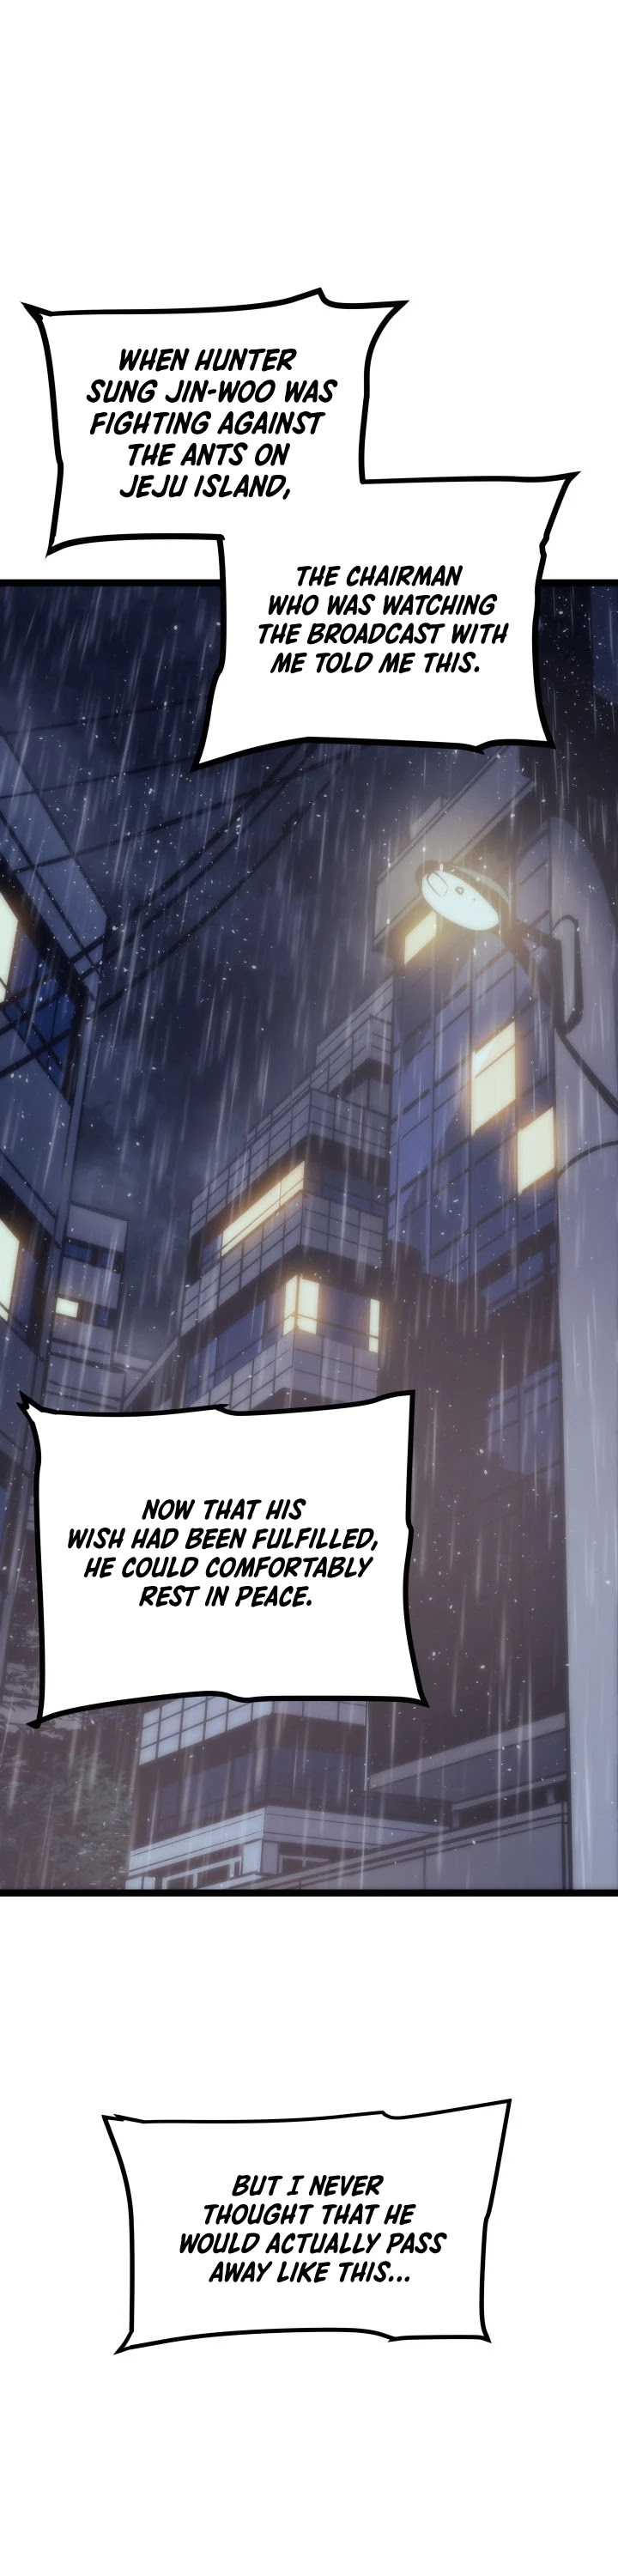 WHEN HUNTER
SUNG JIN-WOO WAS
FIGHTING AGAINST
THE ANTS ON
JEJU ISLAND,
THE CHAIRMAN
WHO WAS WATCHING
THE BROADCAST WITH
ME TOLD ME THIS.
NOW THAT HIS
WISH HAD BEEN FULFILLED,
HE COULD COMFORTABLY
REST IN PEACE.
BUT I NEVER
THOUGHT THAT HE
WOULD ACTUALLY PASS
AWAY LIKE THIS...